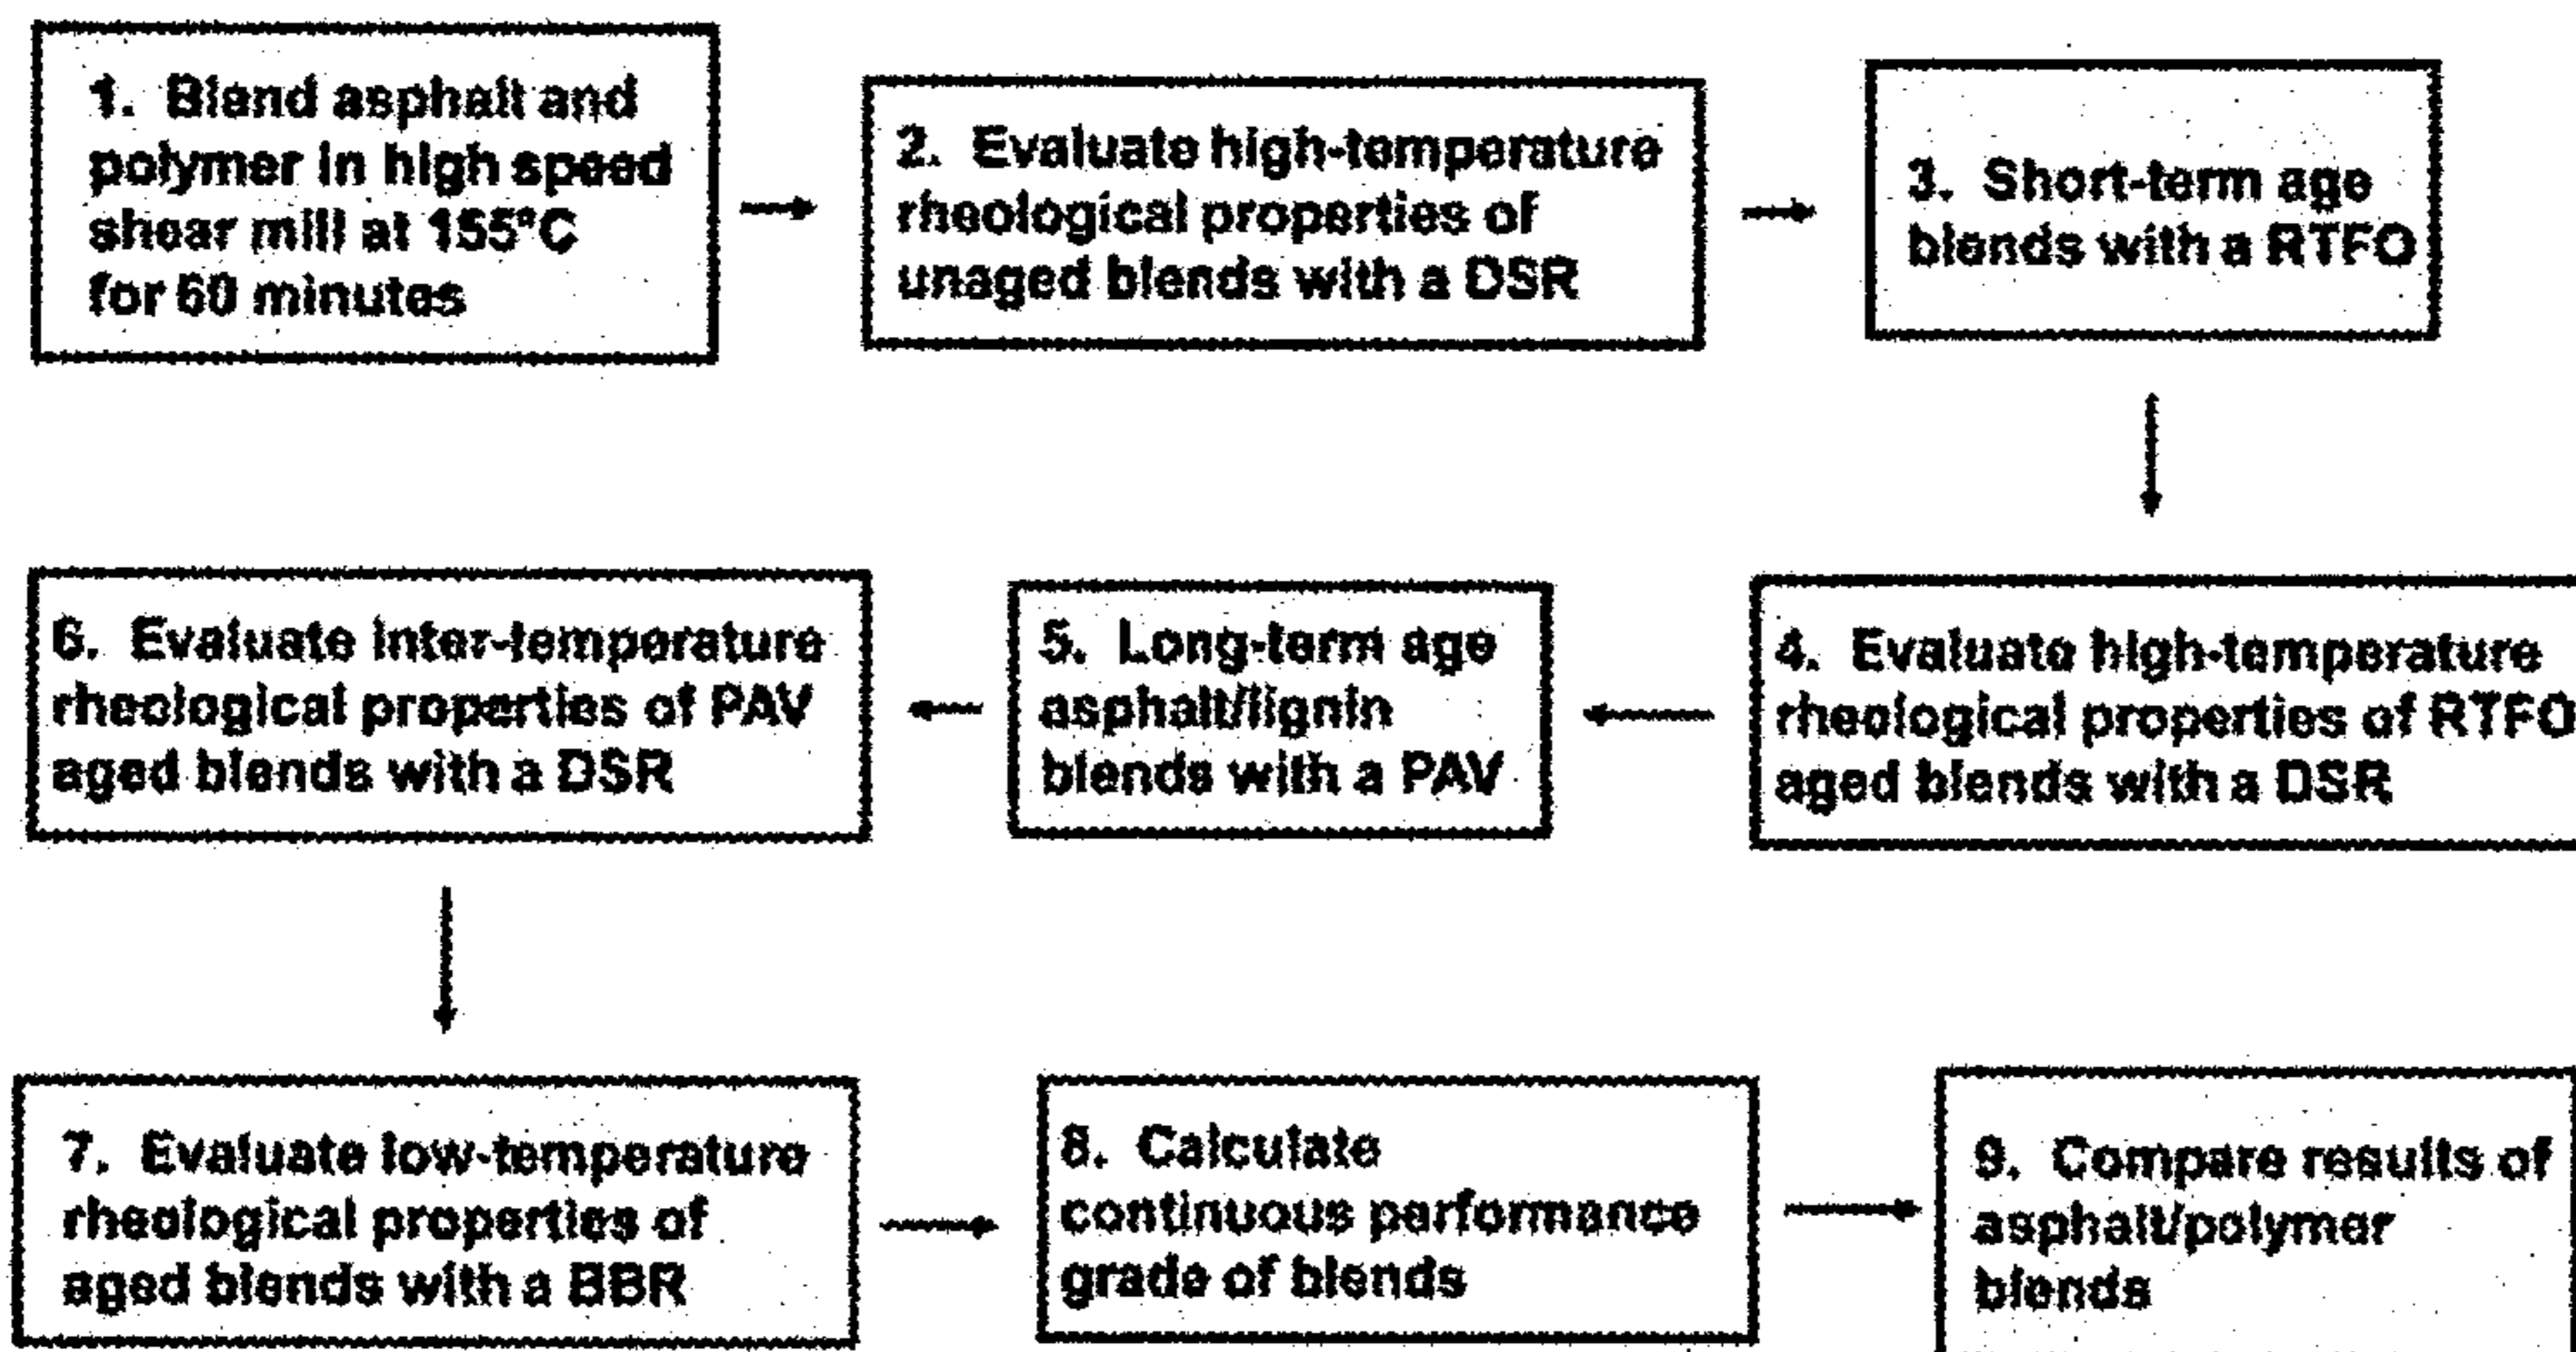 1. Blend asphalt and
polymer in high speed
shear mill at 155°C
for 60 minutes
2. Evaluate high-temperature
rheological properties of
unaged blends with a DSR
3. Short-term age
blends with a RTFO
4. Evaluate high-temperature
rheological properties of RTFO
aged blends with a DSR
5. Long-term age
asphalt/lignin
blends with a PAV
6. Evaluate inter-temperature
rheological properties of PAV
aged blends with a DSR
7. Evaluate low-temperature
rheological properties of
aged blends with a BBR
8. Calculate
continuous performance
grade of blends
9. Compare results of
asphalt/polymer
blends